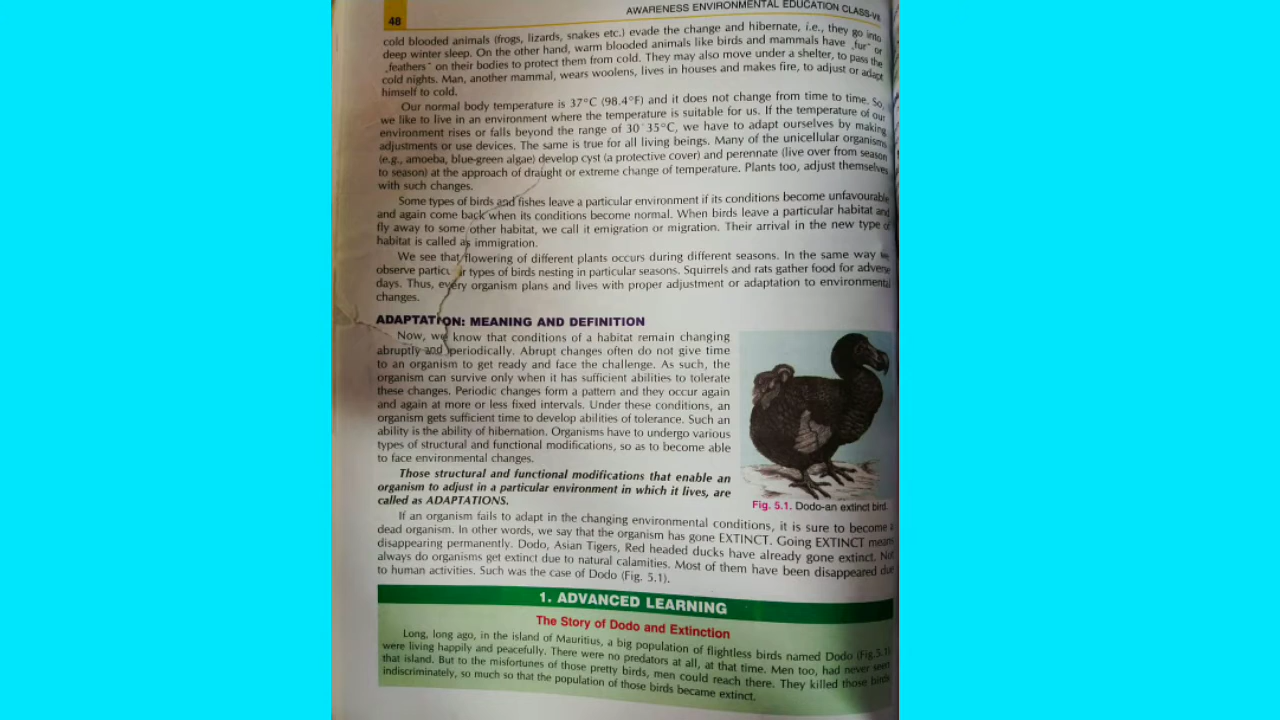 48
AWARENESS ENVIRONMENTAL EDUCATION CLASS-VII
cold blooded animals (frogs, lizards, snakes etc.) evade the change and hibernate, i.e., they go into
deep winter sleep. On the other hand, warm blooded animals like birds and mammals have „fur" or
„feathers" on their bodies to protect them from cold. They may also move under a shelter, to pass the
cold nights. Man, another mammal, wears woolens, lives in houses and makes fire, to adjust or adapt
himself to cold.
Our normal body temperature is 37°C (98.4°F) and it does not change from time to time. So,
we like to live in an environment where the temperature is suitable for us. If the temperature of our
environment rises or falls beyond the range of 30 35°C, we have to adapt ourselves by making
adjustments or use devices. The same is true for all living beings. Many of the unicellular organisms
(e.g., amoeba, blue-green algae) develop cyst (a protective cover) and perennate (live over from season
to season) at the approach of draught or extreme change of temperature. Plants too, adjust themselves
with such changes.
Some types of birds and fishes leave a particular environment if its conditions become unfavourable
and again come back when its conditions become normal. When birds leave a particular habitat and
fly away to some other habitat, we call it emigration or migration. Their arrival in the new type of
habitat is called as immigration.
We see that flowering of different plants occurs during different seasons. In the same way we
observe particu ir types of birds nesting in particular seasons. Squirrels and rats gather food for adverse
days. Thus, every organism plans and lives with proper adjustment or adaptation to environmental
changes.
ADAPTATION: MEANING AND DEFINITION
Now, we know that conditions of a habitat remain changing
abruptly and periodically. Abrupt changes often do not give time
to an organism to get ready and face the challenge. As such, the
organism can survive only when it has sufficient abilities to tolerate
these changes. Periodic changes form a pattern and they occur again
and again at more or less fixed intervals. Under these conditions, an
organism gets sufficient time to develop abilities of tolerance. Such an
ability is the ability of hibernation. Organisms have to undergo various
types of structural and functional modifications, so as to become able
to face environmental changes.
Those structural and functional modifications that enable an
organism to adjust in a particular environment in which it lives, are
called as ADAPTATIONS.
Fig. 5.1. Dodo-an extinct bird.
If an organism fails to adapt in the changing environmental conditions, it is sure to become a
dead organism. In other words, we say that the organism has gone EXTINCT. Going EXTINCT means
disappearing permanently. Dodo, Asian Tigers, Red headed ducks have already gone extinct. Not
always do organisms get extinct due to natural calamities. Most of them have been disappeared due
to human activities. Such was the case of Dodo (Fig. 5.1).
1. ADVANCED LEARNING
The Story of Dodo and Extinction
Long, long ago, in the island of Mauritius, a big population of flightless birds named Dodo (Fig.5.1)
were living happily and peacefully. There were no predators at all, at that time. Men too, had never seen
that island. But to the misfortunes of those pretty birds, men could reach there. They killed those birds
indiscriminately, so much so that the population of those birds became extinct.